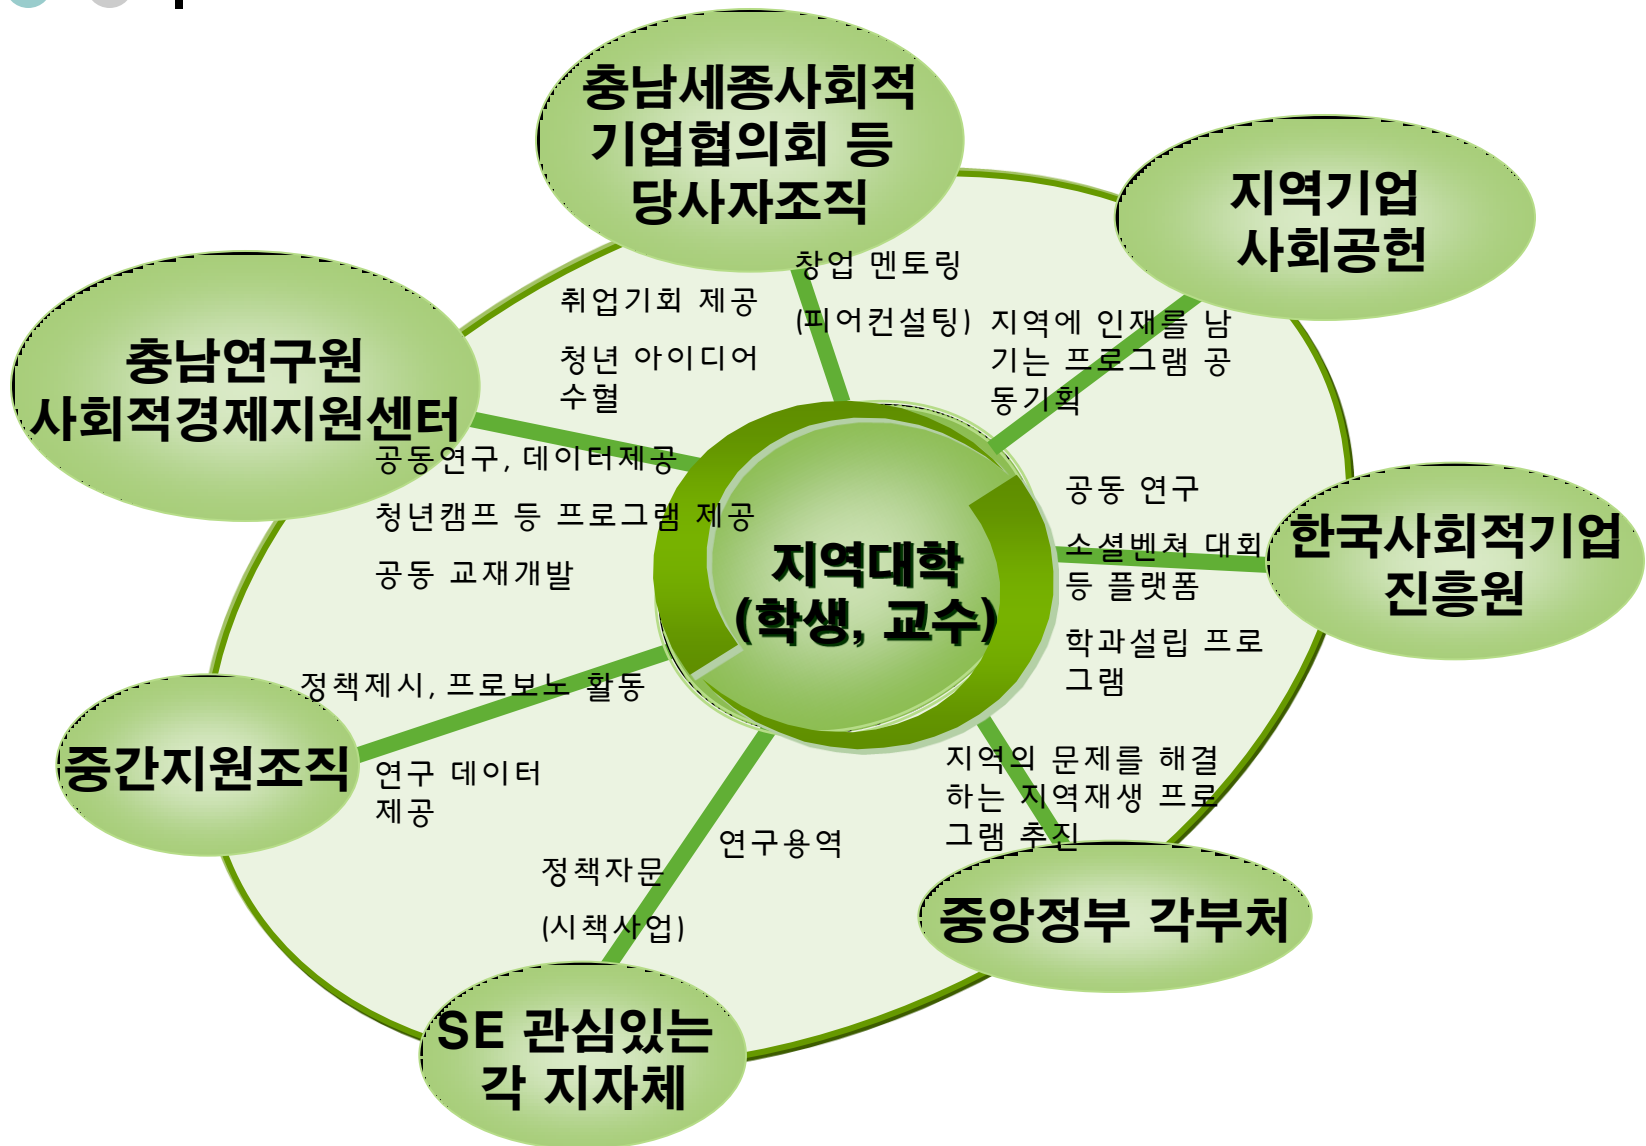 충남세종사회적
기업협의회 등
당사자조직
지역기업
사회공헌
창업 멘토링
(피어컨설팅)
취업기회 제공
청년 아이디어
수혈
지역에 인재를 남
기는 프로그램 공
동기획
충남연구원
사회적경제지원센터
공동연구, 데이터제공
청년캠프 등 프로그램 제공
공동 교재개발
지역대학
(학생, 교수)
공동 연구
소셜벤쳐 대회
등 플랫폼
학과설립 프로
그램
한국사회적기업
진흥원
정책제시, 프로보노 활동
중간지원조직
연구 데이터
제공
지역의 문제를 해결
하는 지역재생 프로
그램 추진
연구용역
정책자문
(시책사업)
중앙정부 각부처
SE 관심있는
각 지자체